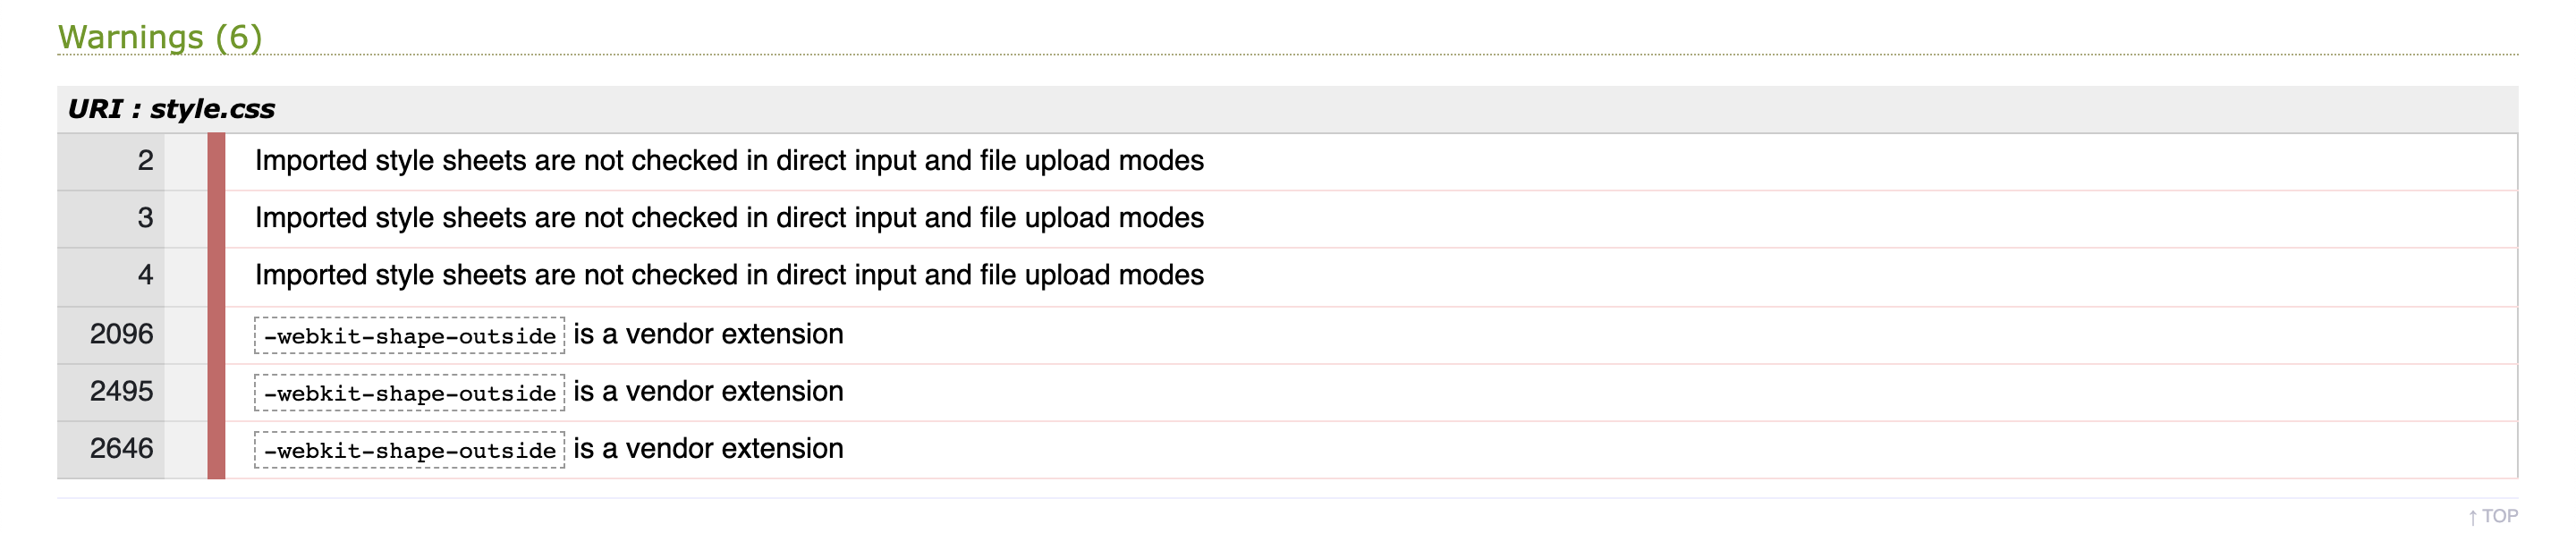 Warnings (6)
URI : style.css
2 Imported style sheets are not checked in direct input and file upload modes
3 Imported style sheets are not checked in direct input and file upload modes
4 Imported style sheets are not checked in direct input and file upload modes
2096 -webkit-shape-outside is a vendor extension
2495 -webkit-shape-outside is a vendor extension
2646 -webkit-shape-outside is a vendor extension
↑ TOP